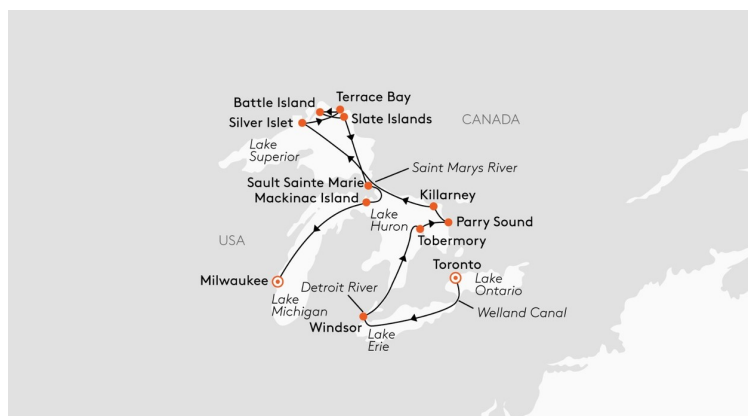 Terrace Bay
Battle Island
Slate Islands
Silver Islet
CANADA
Lake
Superior
Saint Marys River
Sault Sainte Marie
Killarney
Mackinac Island
Lake
Huron
Parry Sound
USA
Tobermory
Toronto
Milwaukee
Detroit River
Lake
Ontario
Lake
Michigan
Welland Canal
Windsor
Lake
Erie